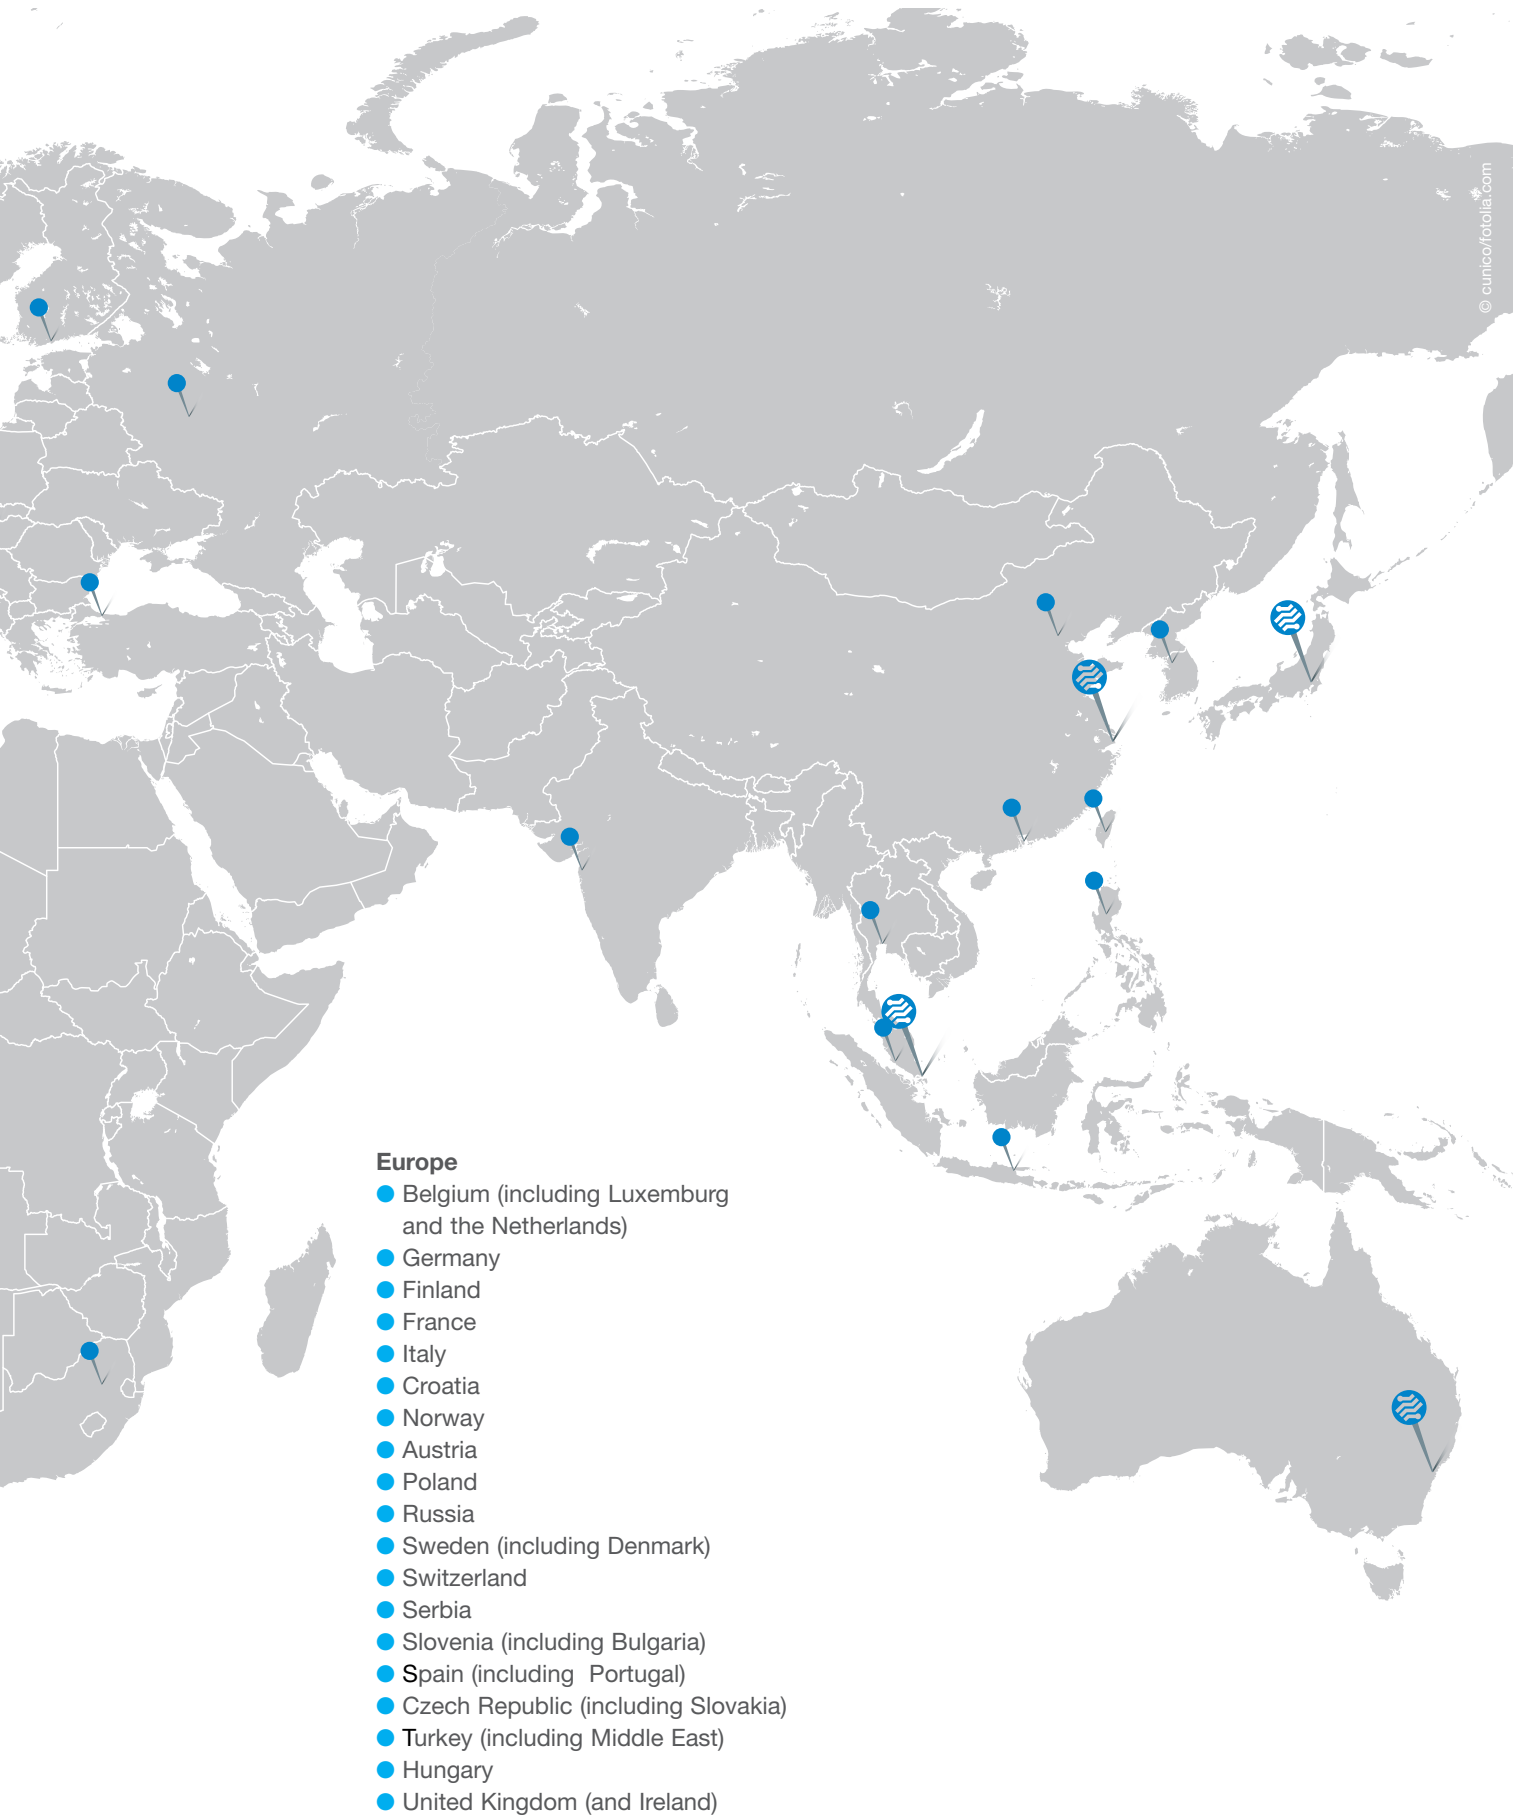 © cunico/fotolia.com
Europe
Belgium (including Luxemburg
and the Netherlands)
Germany
Finland
France
Italy
Croatia
Norway
Austria
Poland
Russia
Sweden (including Denmark)
Switzerland
Serbia
Slovenia (including Bulgaria)
Spain (including  Portugal)
Czech Republic (including Slovakia)
Turkey (including Middle East)
Hungary
United Kingdom (and Ireland)